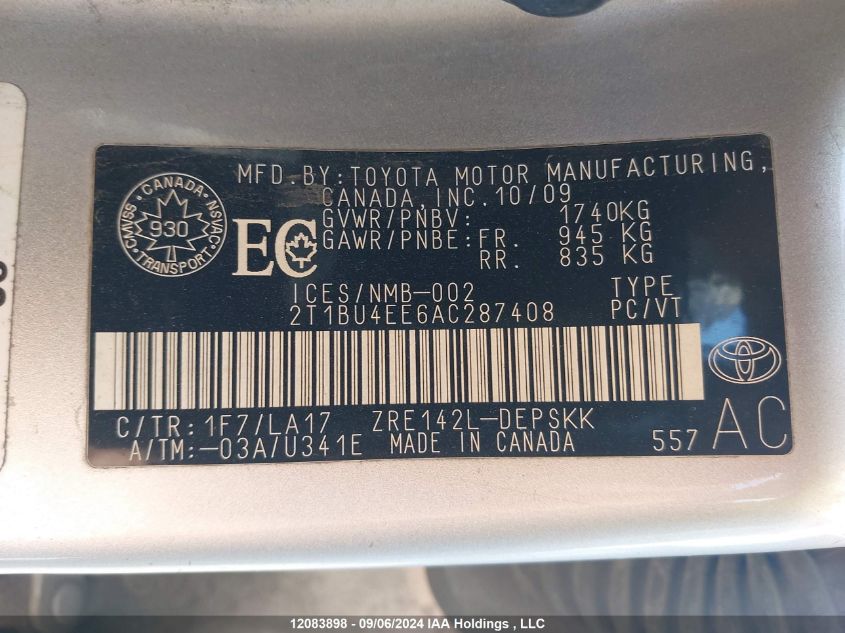 MFD.BY:TOYOTA MOTOR MANUFACTURING,
CANADA, INC. 10/09
GVWR/PNBV: 1740KG
GAWR/PNBE: FR. 945 KG
RR. 835 KG
CANADA
CMVSS NSVAC
930
TRANSPORT
EC
ICES/NMB-002 TYPE
2T1BU4EE6AC287408 PC/VT
C/TR: 1F7/LA17 ZRE142L-DEPSKK
A/TM:-03A/U341E MADE IN CANADA 557 AC
12083898 - 09/06/2024 IAA Holdings , LLC